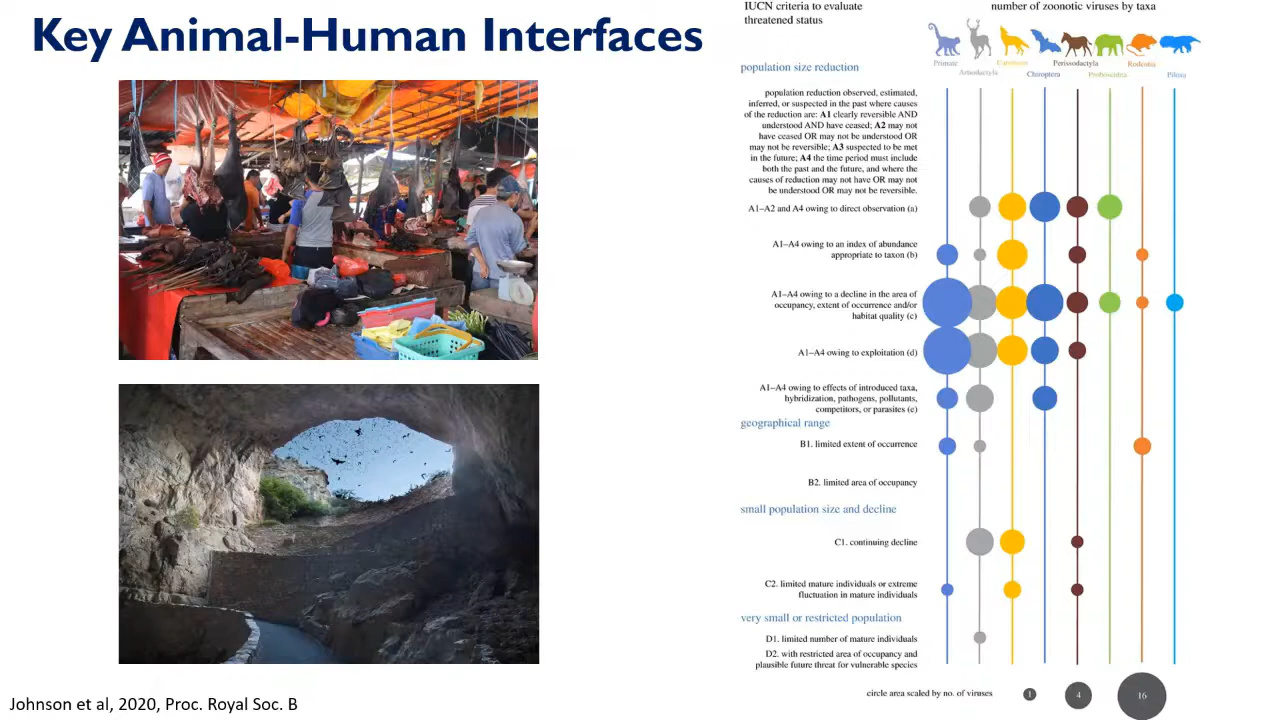 Key Animal-Human Interfaces
IUCN criteria to evaluate
threatened status
number of zoonotic viruses by taxa
Primate
Artiodactyla
Carnivora
Chiroptera
Perissodactyla
Proboscidea
Rodentia
Pilosa
population size reduction
population reduction observed, estimated,
inferred, or suspected in the past where causes
of the reduction are: A1 clearly reversible AND
understood AND have ceased; A2 may not
have ceased OR may not be understood OR
may not be reversible; A3 suspected to be met
in the future; A4 the time period must include
both the past and the future, and where the
causes of reduction may not have OR may not
be understood OR may not be reversible.
A1–A2 and A4 owing to direct observation (a)
A1–A4 owing to an index of abundance
appropriate to taxon (b)
A1–A4 owing to a decline in the area of
occupancy, extent of occurrence and/or
habitat quality (c)
A1–A4 owing to exploitation (d)
A1–A4 owing to effects of introduced taxa,
hybridization, pathogens, pollutants,
competitors, or parasites (e)
geographical range
B1. limited extent of occurrence
B2. limited area of occupancy
small population size and decline
C1. continuing decline
C2. limited mature individuals or extreme
fluctuation in mature individuals
very small or restricted population
D1. limited number of mature individuals
D2. with restricted area of occupancy and
plausible future threat for vulnerable species
circle area scaled by no. of viruses
1
4
16
Johnson et al, 2020, Proc. Royal Soc. B